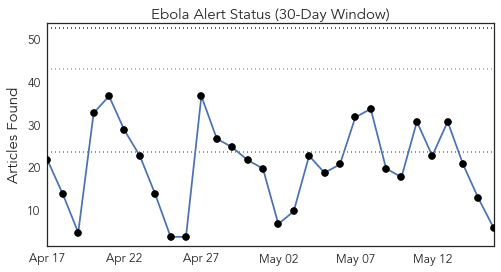 Ebola Alert Status (30-Day Window)
Articles Found
50
40
30
20
10
Apr 17
Apr 22
Apr 27
May 02
May 07
May 12